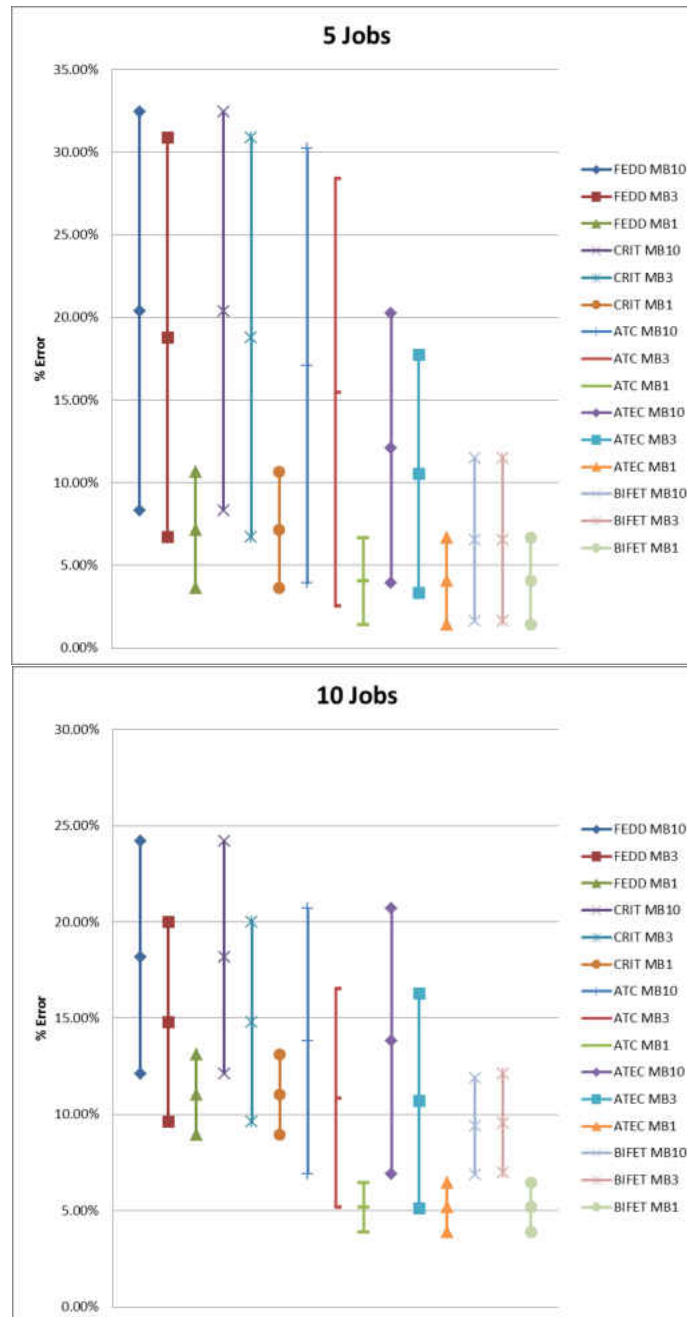 5 Jobs
35.00%
30.00%
25.00%
20.00%
15.00%
10.00%
5.00%
0.00%
% Error
FEDD MB10
FEDD MB3
FEDD MB1
CRIT MB10
CRIT MB3
CRIT MB1
ATC MB10
ATC MB3
ATC MB1
ATEC MB10
ATEC MB3
ATEC MB1
BIFET MB10
BIFET MB3
BIFET MB1
10 Jobs
30.00%
25.00%
20.00%
15.00%
10.00%
5.00%
0.00%
% Error
FEDD MB10
FEDD MB3
FEDD MB1
CRIT MB10
CRIT MB3
CRIT MB1
ATC MB10
ATC MB3
ATC MB1
ATEC MB10
ATEC MB3
ATEC MB1
BIFET MB10
BIFET MB3
BIFET MB1